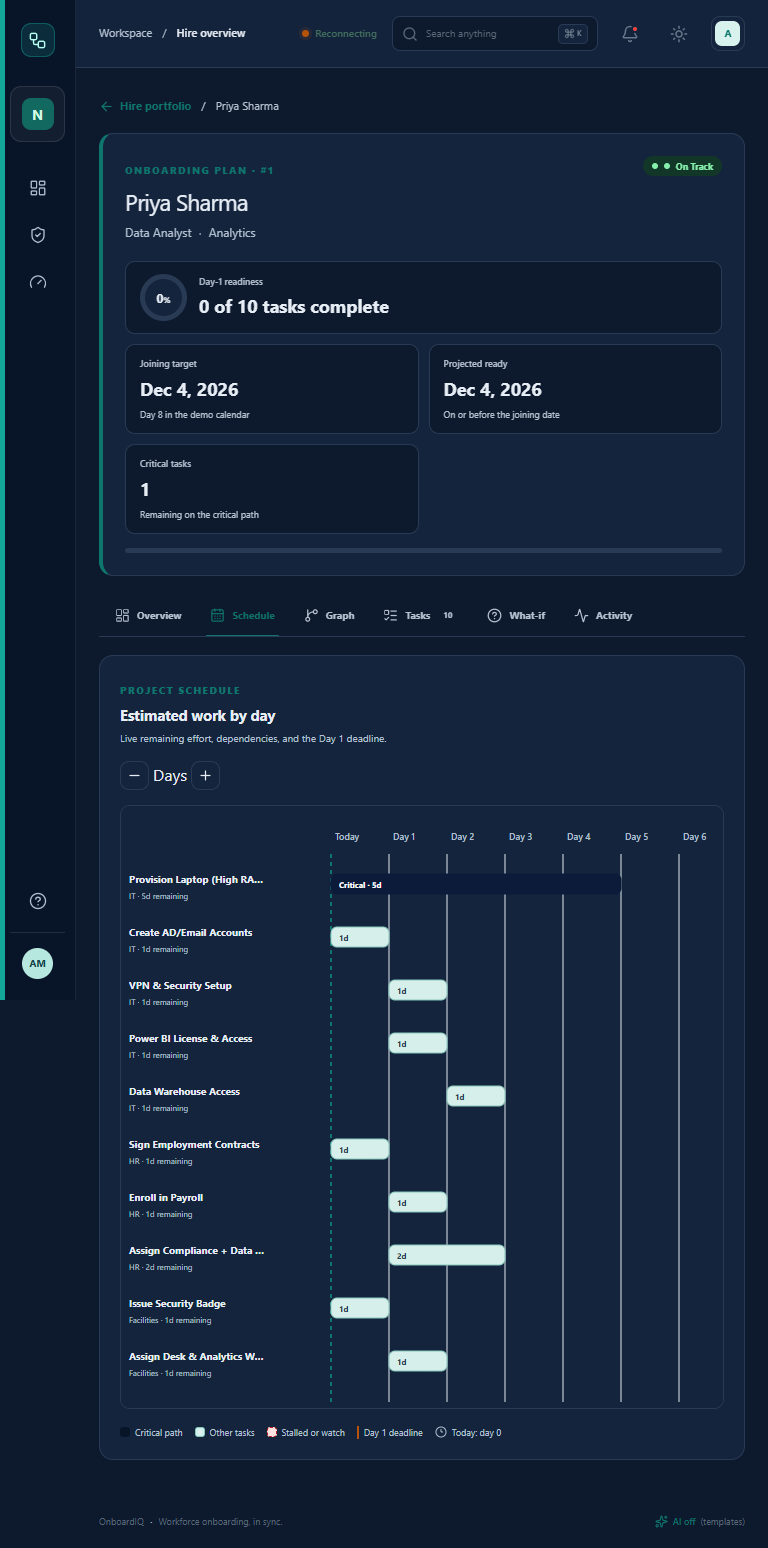 Workspace / Hire overview
Reconnecting
Search anything
⌘ K
A
N
Hire portfolio / Priya Sharma
ONBOARDING PLAN · #1
On Track
Priya Sharma
Data Analyst · Analytics
0%
Day-1 readiness
0 of 10 tasks complete
Joining target
Dec 4, 2026
Day 8 in the demo calendar
Projected ready
Dec 4, 2026
On or before the joining date
Critical tasks
1
Remaining on the critical path
Overview
Schedule
Graph
Tasks 10
What-if
Activity
PROJECT SCHEDULE
Estimated work by day
Live remaining effort, dependencies, and the Day 1 deadline.
− Days +
Today Day 1 Day 2 Day 3 Day 4 Day 5 Day 6
Provision Laptop (High RA...
IT · 5d remaining
Critical · 5d
Create AD/Email Accounts
IT · 1d remaining
1d
VPN & Security Setup
IT · 1d remaining
1d
Power BI License & Access
IT · 1d remaining
1d
Data Warehouse Access
IT · 1d remaining
1d
Sign Employment Contracts
HR · 1d remaining
1d
Enroll in Payroll
HR · 1d remaining
1d
Assign Compliance + Data ...
HR · 2d remaining
2d
Issue Security Badge
Facilities · 1d remaining
1d
Assign Desk & Analytics W...
Facilities · 1d remaining
1d
Critical path
Other tasks
Stalled or watch
Day 1 deadline
Today: day 0
AM
OnboardIQ · Workforce onboarding, in sync.
AI off (templates)